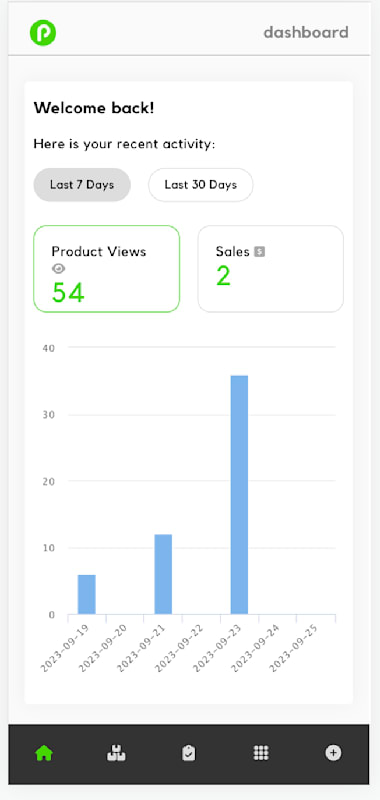 dashboard
Welcome back!
Here is your recent activity:
Last 7 Days
Last 30 Days
Product Views
54
Sales
2
40
30
20
10
0
2023-09-19
2023-09-20
2023-09-21
2023-09-22
2023-09-23
2023-09-24
2023-09-25